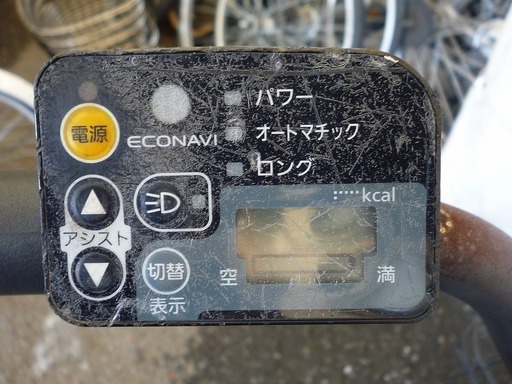 パワー
電源
ECONAVI
オートマチック
ロング
kcal
アシスト
切替
表示
空
満